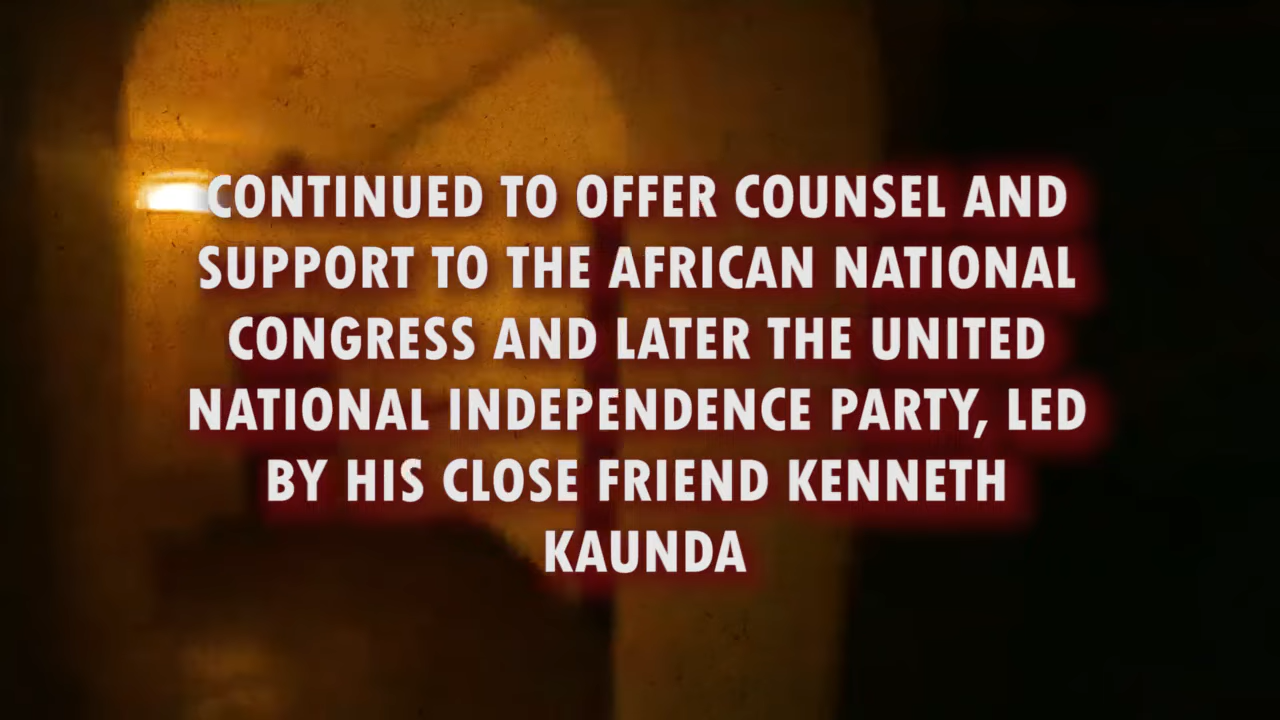 CONTINUED TO OFFER COUNSEL AND
SUPPORT TO THE AFRICAN NATIONAL
CONGRESS AND LATER THE UNITED
NATIONAL INDEPENDENCE PARTY, LED
BY HIS CLOSE FRIEND KENNETH
KAUNDA